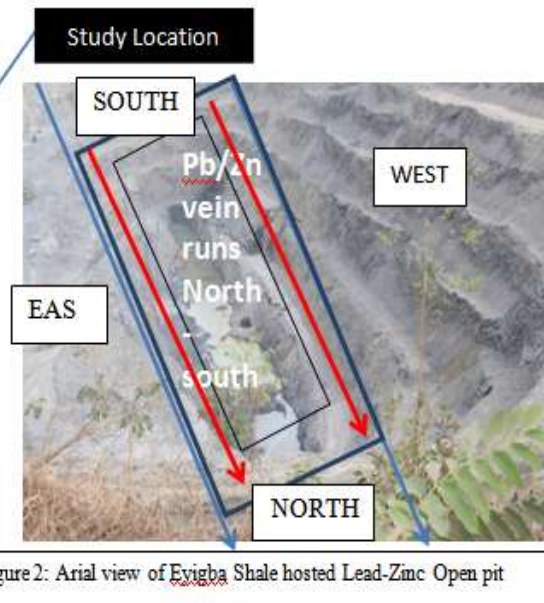 Study Location
SOUTH
Pb/Zn
vein
runs
North
-
south
WEST
EAS
NORTH
gure 2: Arial view of Eyigba Shale hosted Lead-Zinc Open pit